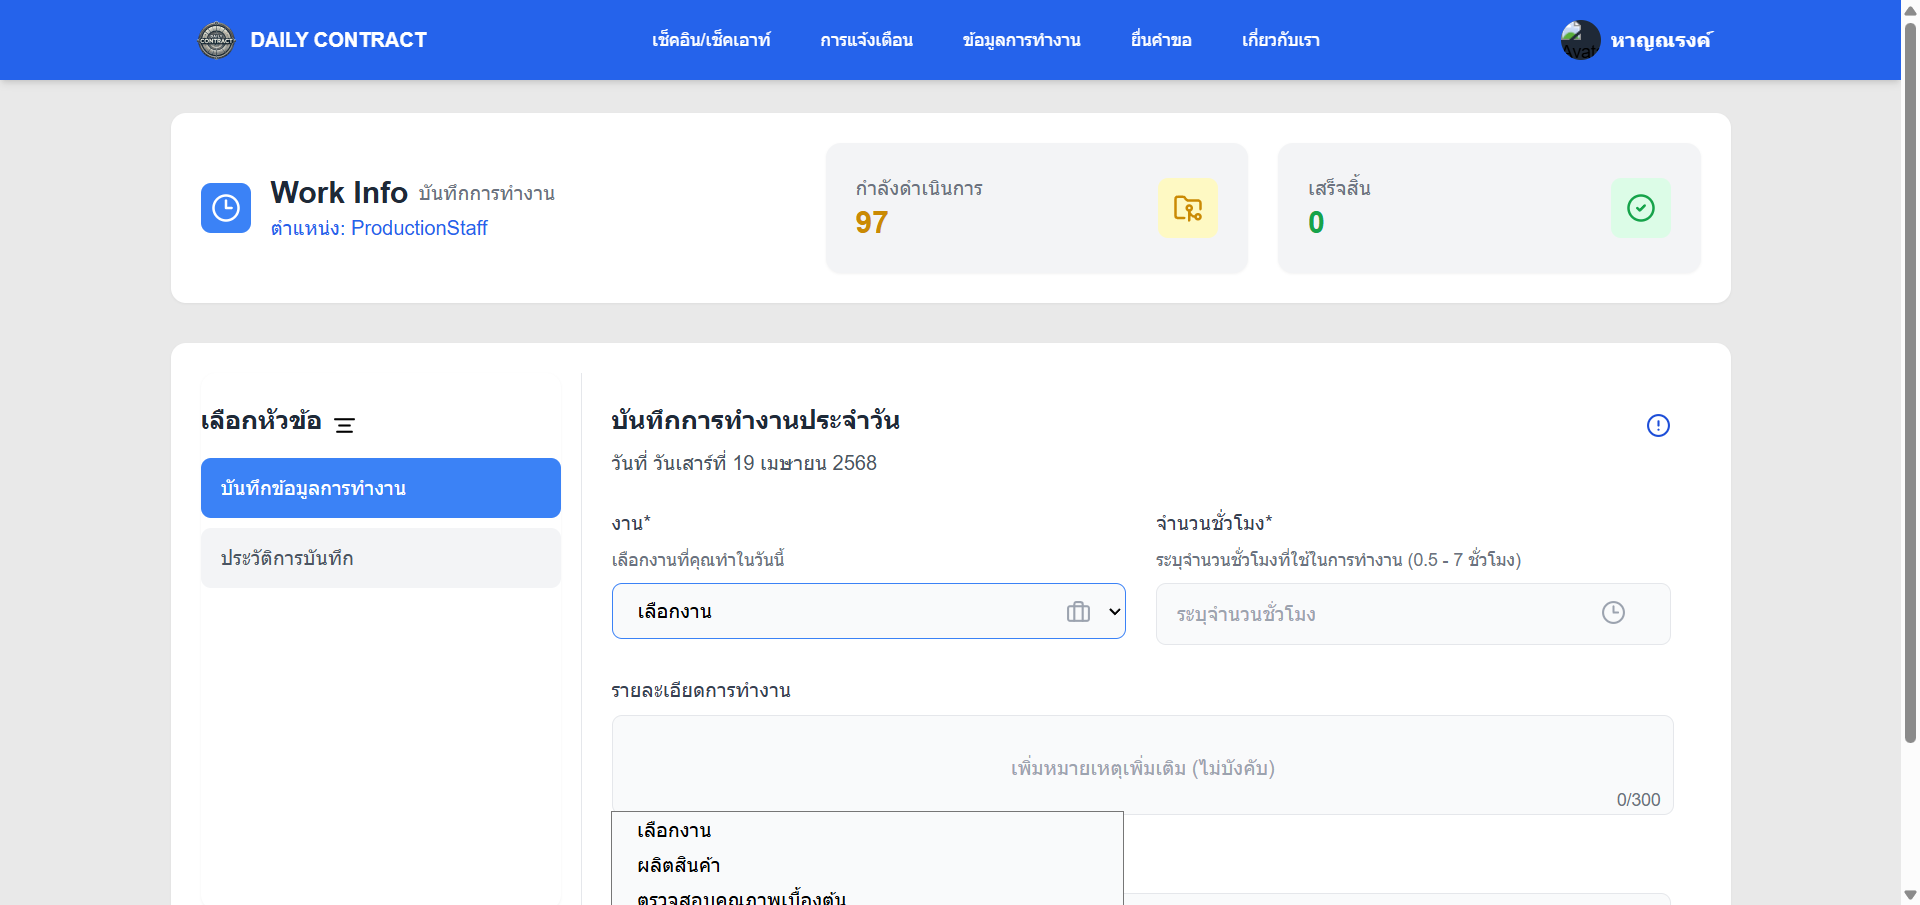 DAILY CONTRACT
เช็คอิน/เช็คเอาท์
การแจ้งเตือน
ข้อมูลการทำงาน
ยื่นคำขอ
เกี่ยวกับเรา
หาญณรงค์
Work Info บันทึกการทำงาน
ตำแหน่ง: ProductionStaff
กำลังดำเนินการ
97
เสร็จสิ้น
0
เลือกหัวข้อ
บันทึกข้อมูลการทำงาน
ประวัติการบันทึก
บันทึกการทำงานประจำวัน
วันที่ วันเสาร์ที่ 19 เมษายน 2568
งาน*
เลือกงานที่คุณทำในวันนี้
เลือกงาน
จำนวนชั่วโมง*
ระบุจำนวนชั่วโมงที่ใช้ในการทำงาน (0.5 - 7 ชั่วโมง)
ระบุจำนวนชั่วโมง
รายละเอียดการทำงาน
เพิ่มหมายเหตุเพิ่มเติม (ไม่บังคับ)
0/300
เลือกงาน
ผลิตสินค้า
ตรวจสอบคุณภาพเบื้องต้น